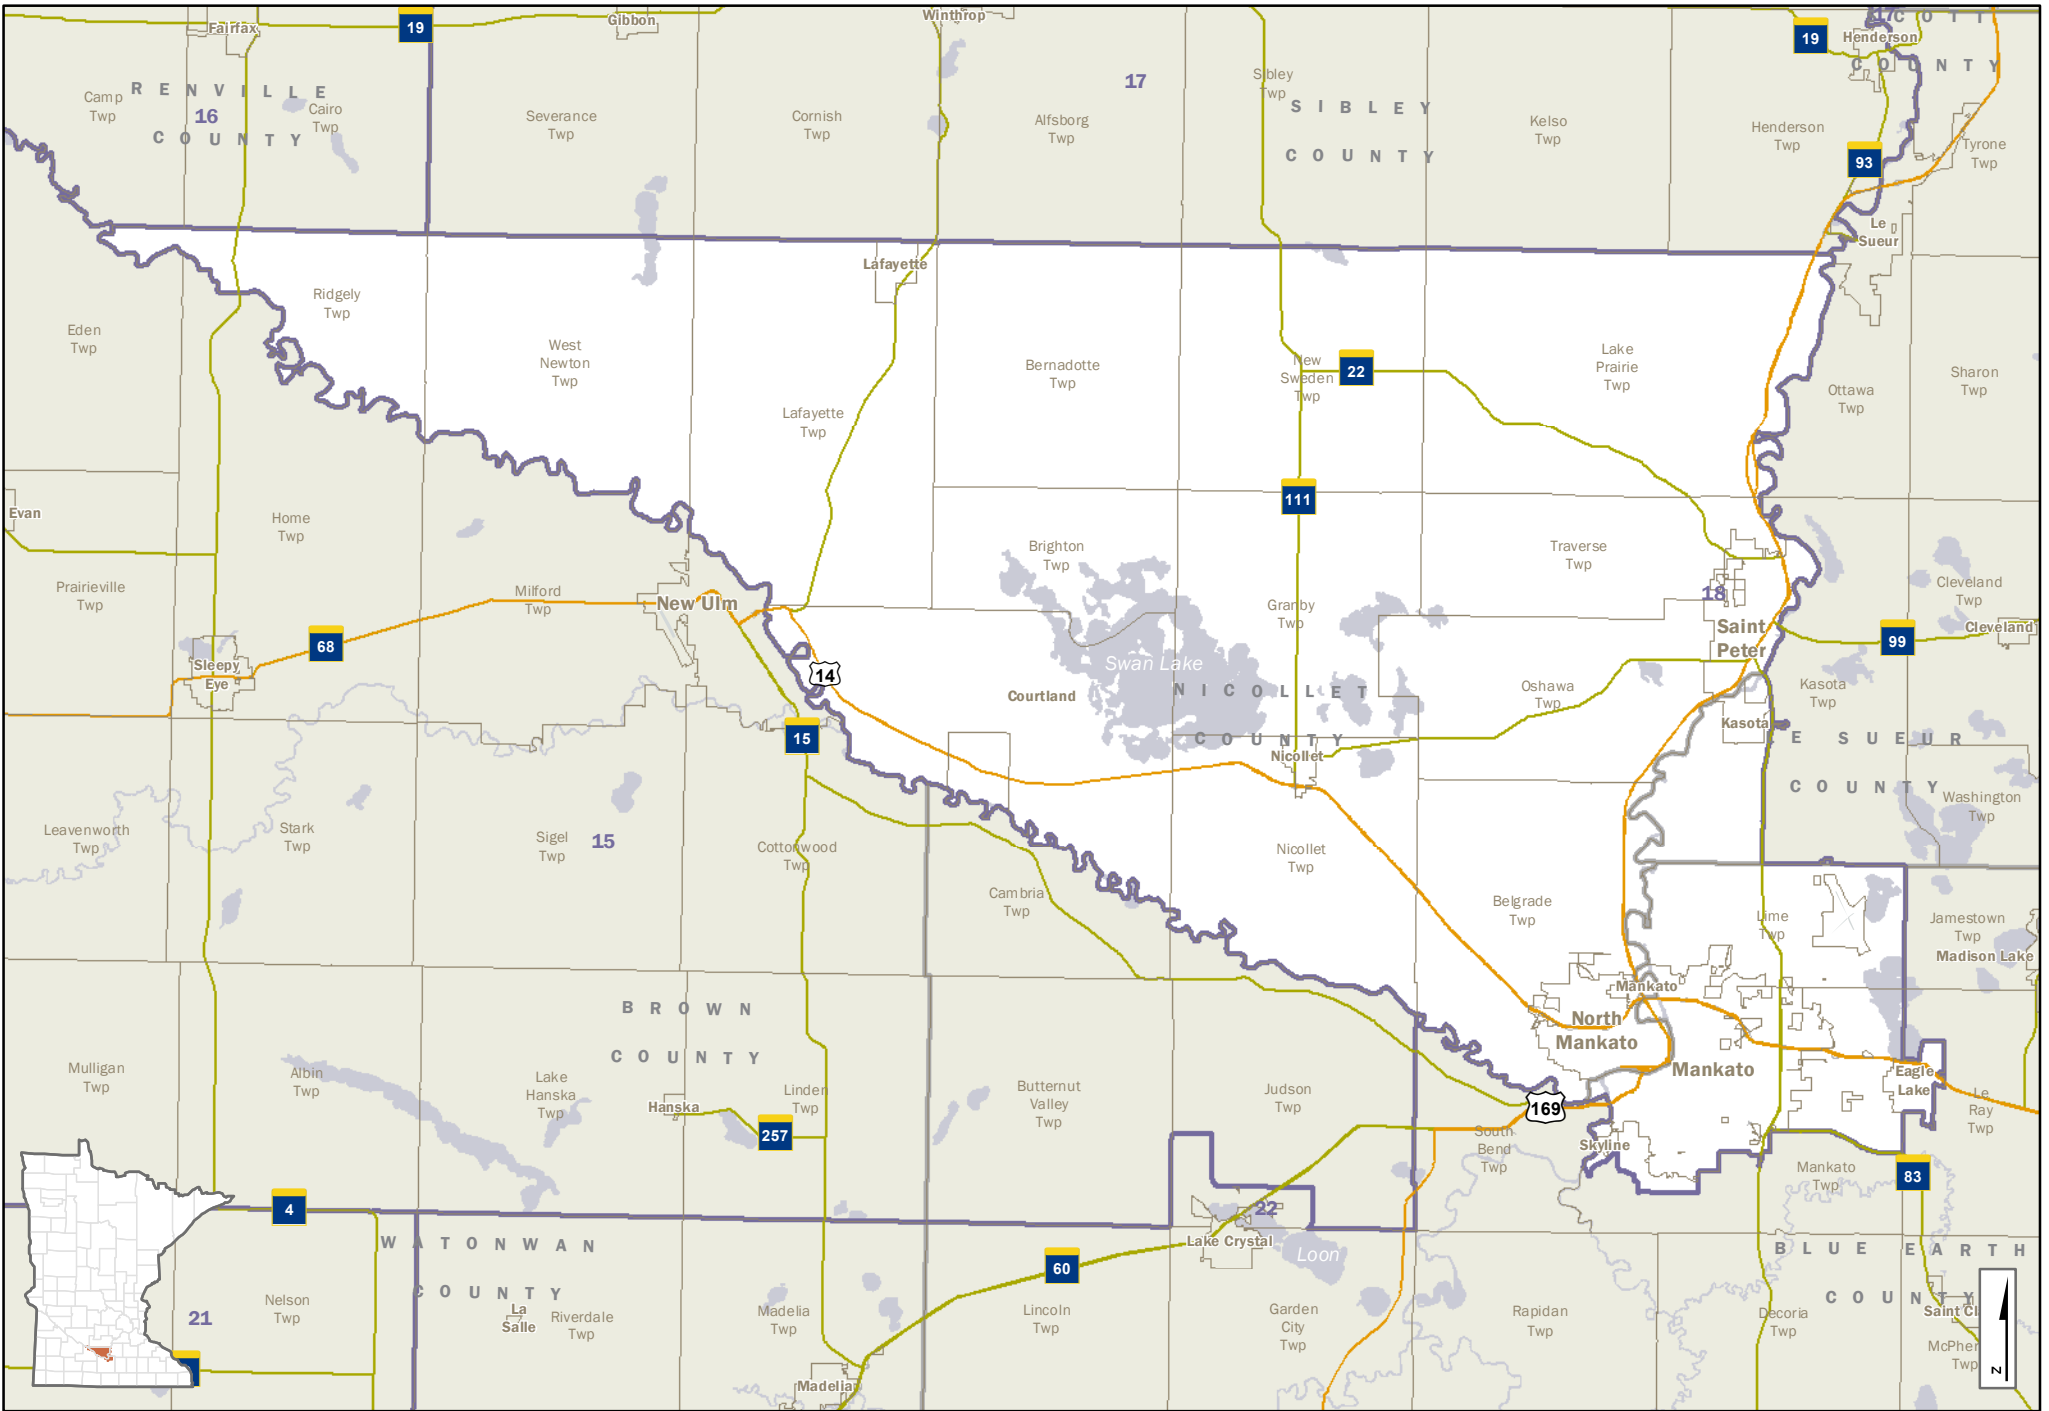 Fairfax
19
Gibbon
Winthrop
19
Henderson
17
C O T T
C O U N T Y
R E N V I L L E
C O U N T Y
16
Camp
Twp
Cairo
Twp
Severance
Twp
Cornish
Twp
17
Alfsborg
Twp
Sibley
Twp
S I B L E Y
C O U N T Y
Kelso
Twp
Henderson
Twp
93
Tyrone
Twp
Le
Sueur
Eden
Twp
Ridgely
Twp
West
Newton
Twp
Lafayette
Lafayette
Twp
Bernadotte
Twp
New
Sweden
Twp
22
Lake
Prairie
Twp
Ottawa
Twp
Sharon
Twp
Evan
Home
Twp
111
Brighton
Twp
Traverse
Twp
Prairieville
Twp
Milford
Twp
New Ulm
Granby
Twp
18
Cleveland
Twp
Saint
Peter
99
Cleveland
68
Sleepy
Eye
14
Swan Lake
Courtland
N I C O L L E T
C O U N T Y
Oshawa
Twp
Kasota
Twp
Kasota
E S U E U R
C O U N T Y
15
Nicollet
Washington
Twp
Leavenworth
Twp
Stark
Twp
Sigel
Twp
15
Cottonwood
Twp
Nicollet
Twp
Cambria
Twp
Belgrade
Twp
Lime
Twp
Jamestown
Twp
Madison Lake
B R O W N
C O U N T Y
Mankato
North
Mankato
Mankato
Mulligan
Twp
Albin
Twp
Lake
Hanska
Twp
Hanska
Linden
Twp
257
Butternut
Valley
Twp
Judson
Twp
169
Eagle
Lake
Le
Ray
Twp
South
Bend
Twp
Skyline
Mankato
Twp
83
4
22
Lake Crystal
Loon
W A T O N W A N
C O U N T Y
60
B L U E E A R T H
C O U N T Y
21
Nelson
Twp
La
Salle
Riverdale
Twp
Madelia
Twp
Lincoln
Twp
Garden
City
Twp
Rapidan
Twp
Decoria
Twp
Saint Cl
McPher
Twp
Madelia
N